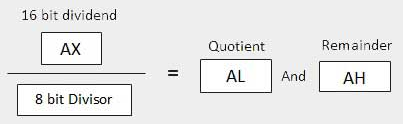 16 bit dividend
AX
8 bit Divisor
=
Quotient
AL
And
Remainder
AH